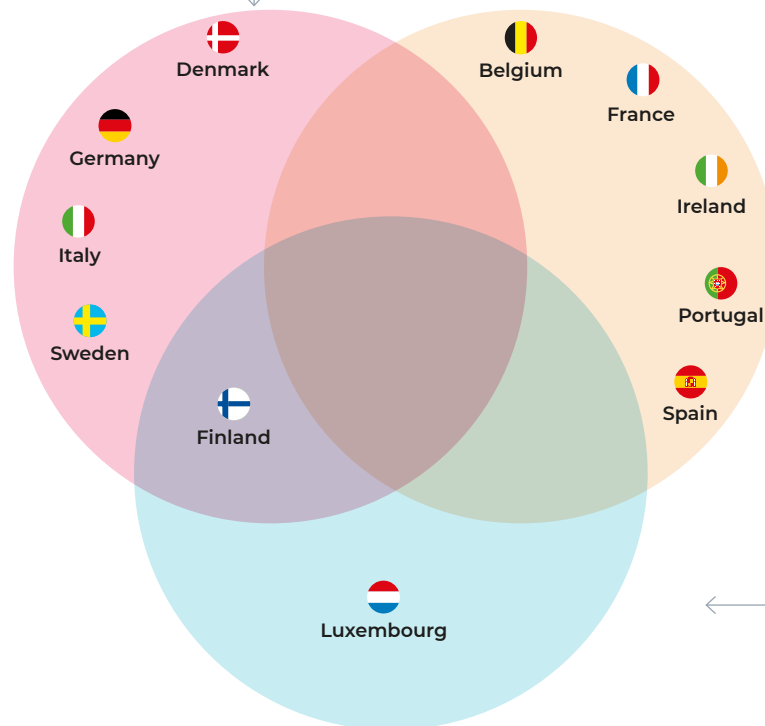 Denmark
Belgium
France
Germany
Ireland
Italy
Portugal
Sweden
Spain
Finland
Luxembourg